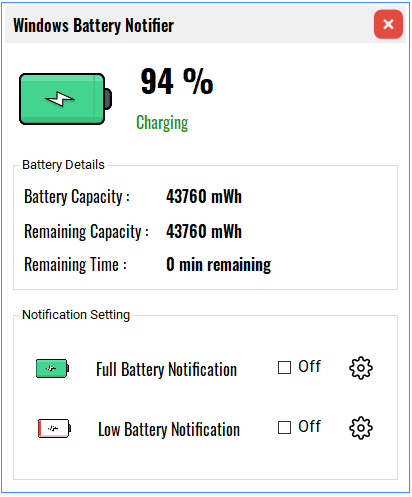 Windows Battery Notifier
94 %
Charging
Battery Details
Battery Capacity : 43760 mWh
Remaining Capacity : 43760 mWh
Remaining Time : 0 min remaining
Notification Setting
Full Battery Notification Off
Low Battery Notification Off